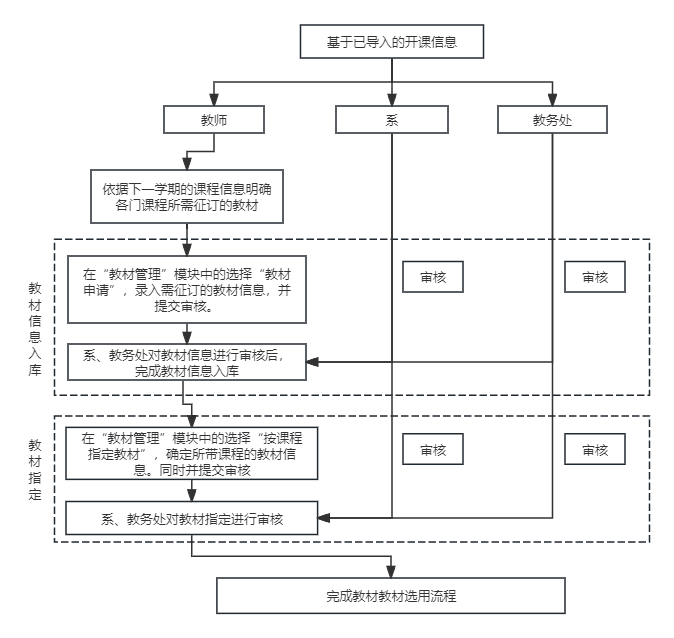 基于已导入的开课信息
教师
系
教务处
依据下一学期的课程信息明确
各门课程所需征订的教材
教材信息入库
在“教材管理”模块中的选择“教材
申请”，录入需征订的教材信息，并
提交审核。
审核
审核
系、教务处对教材信息进行审核后，
完成教材信息入库
教材指定
在“教材管理”模块中的选择“按课程
指定教材”，确定所带课程的教材信
息。同时并提交审核
审核
审核
系、教务处对教材指定进行审核
完成教材教材选用流程